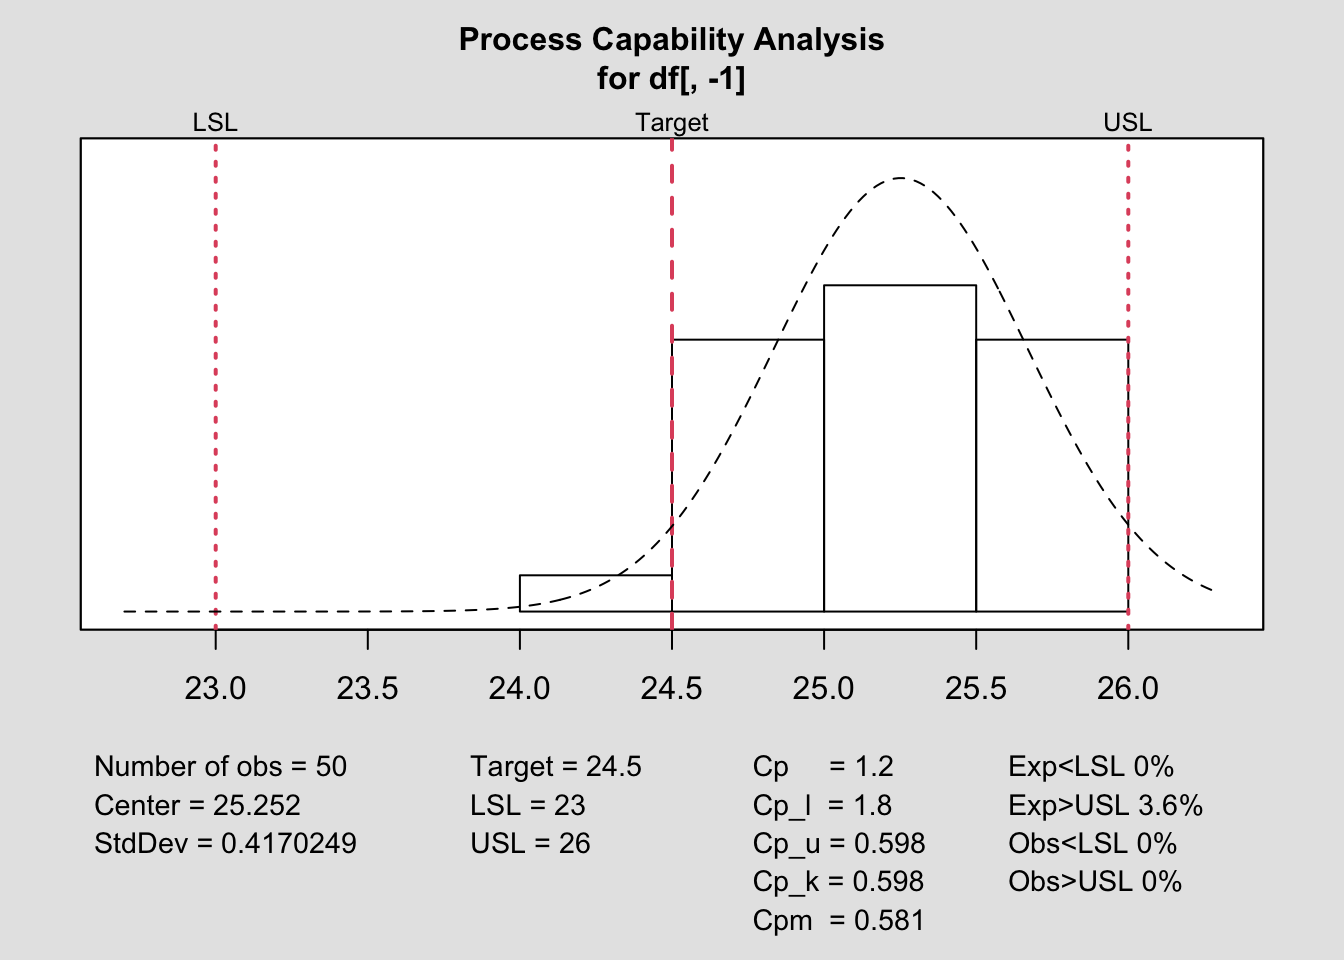 Process Capability Analysis
for df[, -1]
LSL Target USL
23.0 23.5 24.0 24.5 25.0 25.5 26.0
Number of obs = 50
Center = 25.252
StdDev = 0.4170249
Target = 24.5
LSL = 23
USL = 26
Cp = 1.2
Cp_l = 1.8
Cp_u = 0.598
Cp_k = 0.598
Cpm = 0.581
Exp<LSL 0%
Exp>USL 3.6%
Obs<LSL 0%
Obs>USL 0%